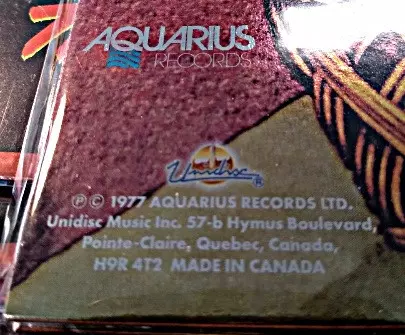 AQUARIUS
RECORDS
Unidisc®
℗ © 1977 AQUARIUS RECORDS LTD.
Unidisc Music Inc. 57-b Hymus Boulevard,
Pointe-Claire, Quebec, Canada,
H9R 4T2 MADE IN CANADA